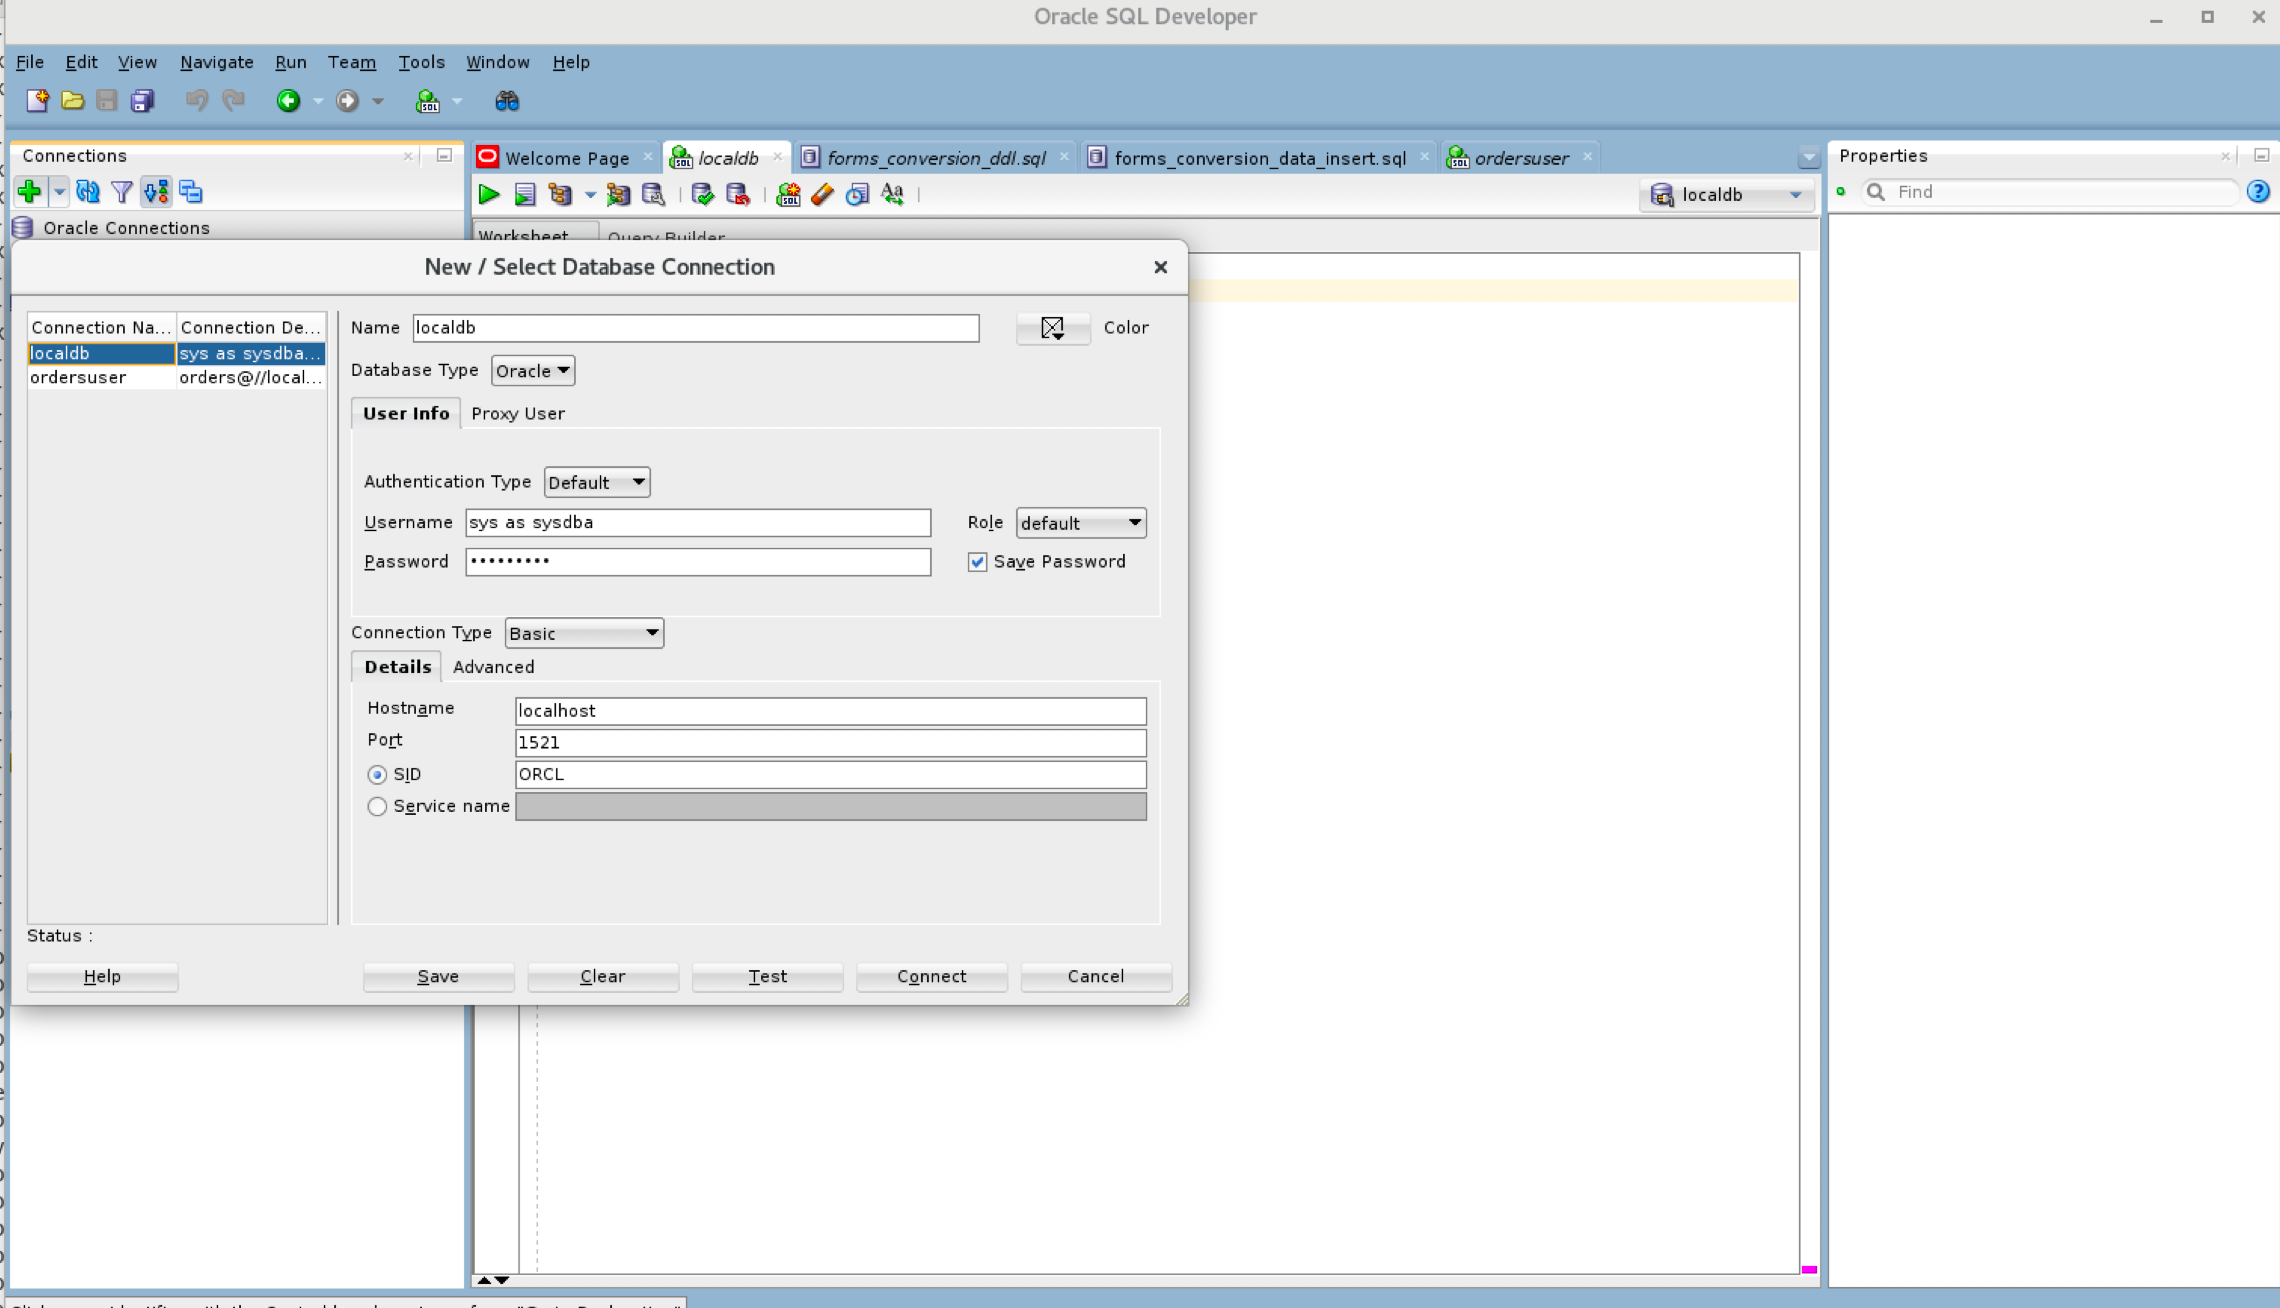 Oracle SQL Developer
File Edit View Navigate Run Team Tools Window Help
Connections
Welcome Page localdb forms_conversion_ddl.sql forms_conversion_data_insert.sql ordersuser
Properties
localdb
Find
Oracle Connections
Worksheet Query Builder
New / Select Database Connection
Connection Na... Connection De...
localdb sys as sysdba...
ordersuser orders@//local...
Name localdb
Color
Database Type Oracle
User Info Proxy User
Authentication Type Default
Username sys as sysdba
Role default
Password •••••••••
Save Password
Connection Type Basic
Details Advanced
Hostname localhost
Port 1521
SID ORCL
Service name
Status :
Help Save Clear Test Connect Cancel